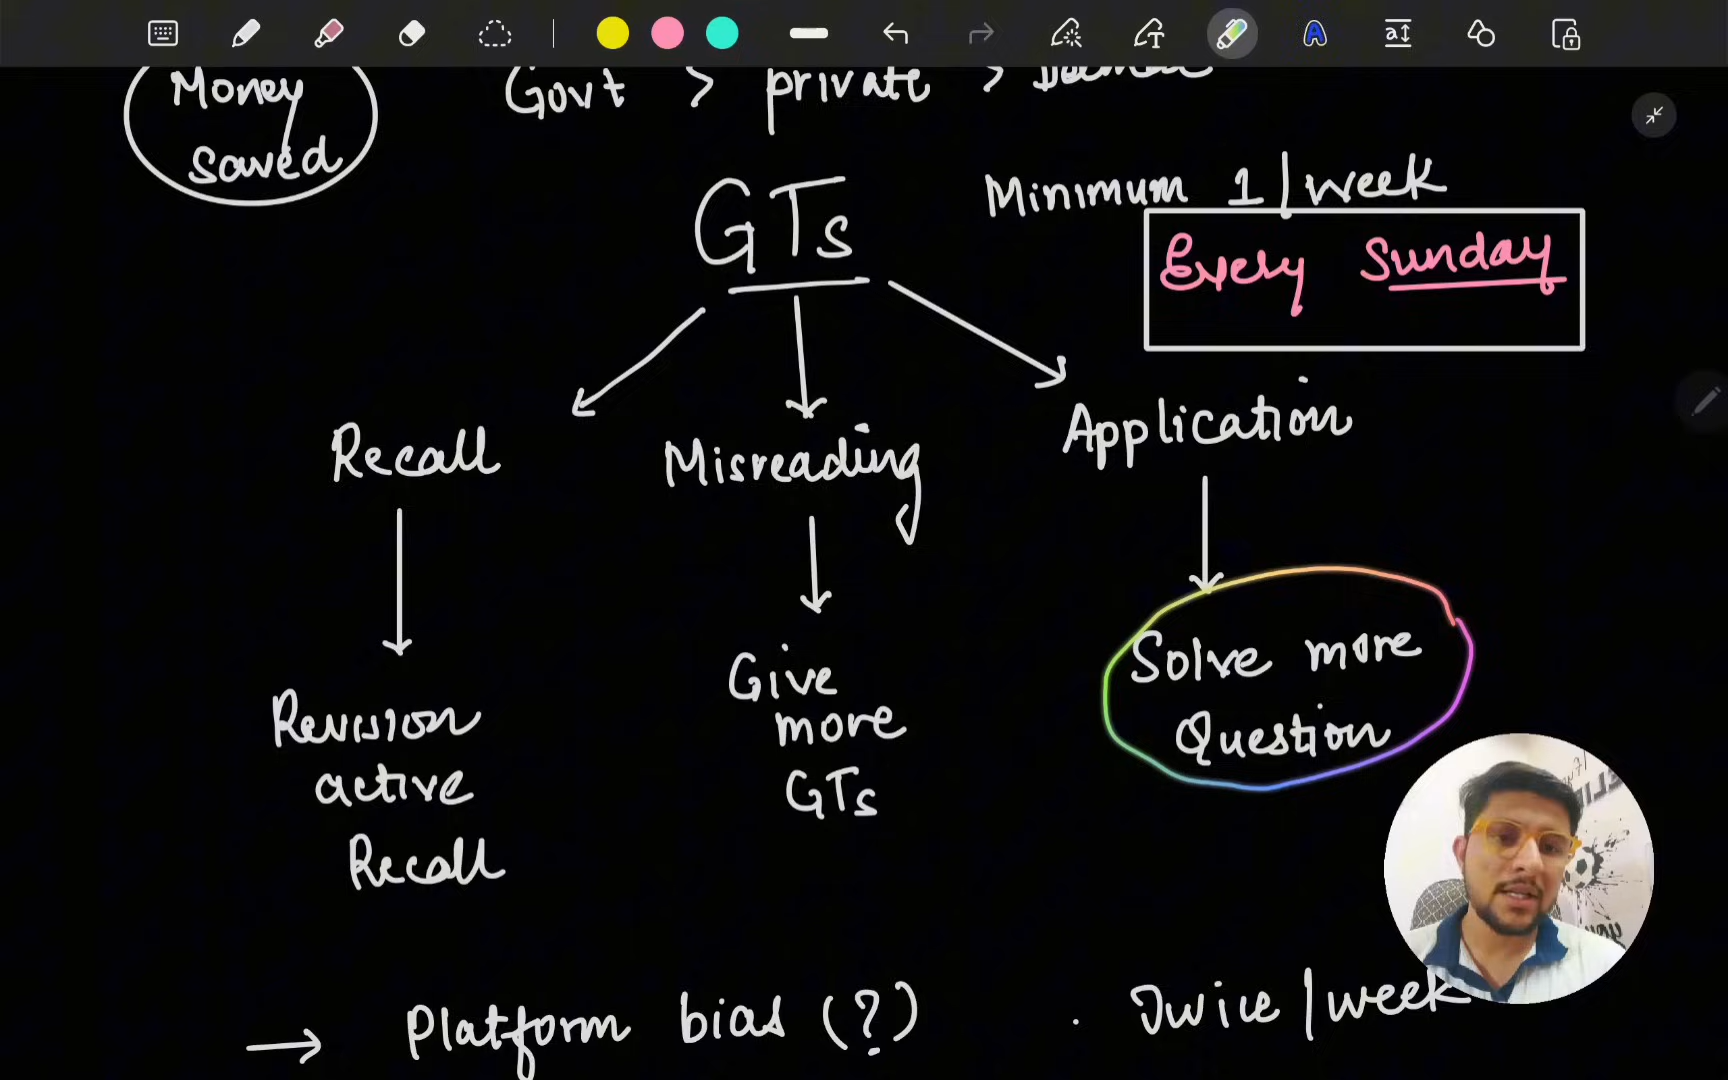 Money
saved
Govt > private >
GTs
Minimum 1/week
Every Sunday
Recall
Misreading
Application
Revision
active
Recall
Give
more
GTs
Solve more
Question
→ Platform bias (?)
. Twice/week